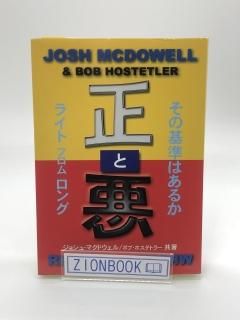 JOSH MCDOWELL
& BOB HOSTETLER
正
と
悪
その基準はあるか
ライト フロム ロング
ジョシュ・マクドウェル/ボブ・ホステトラー 共著
ZIONBOOK